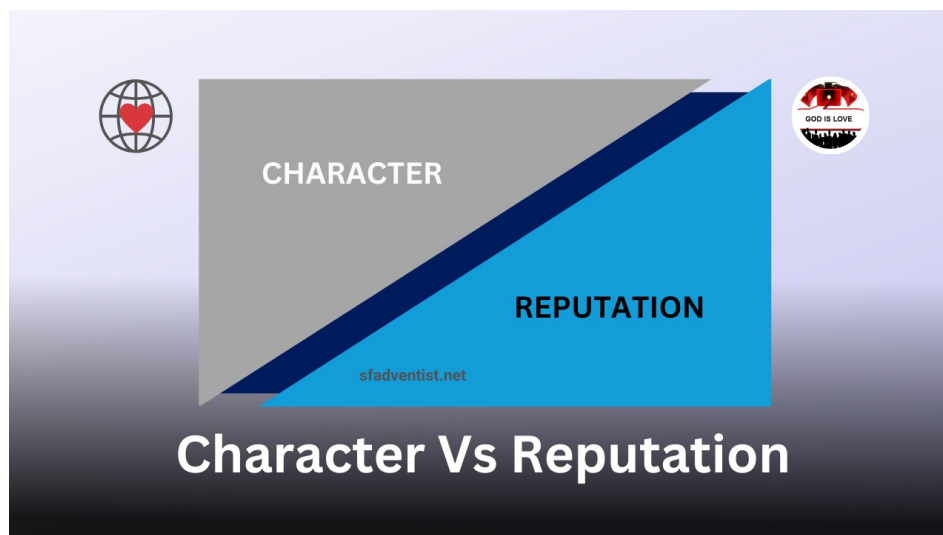 GOD IS LOVE
CHARACTER
REPUTATION
sfadventist.net
Character Vs Reputation